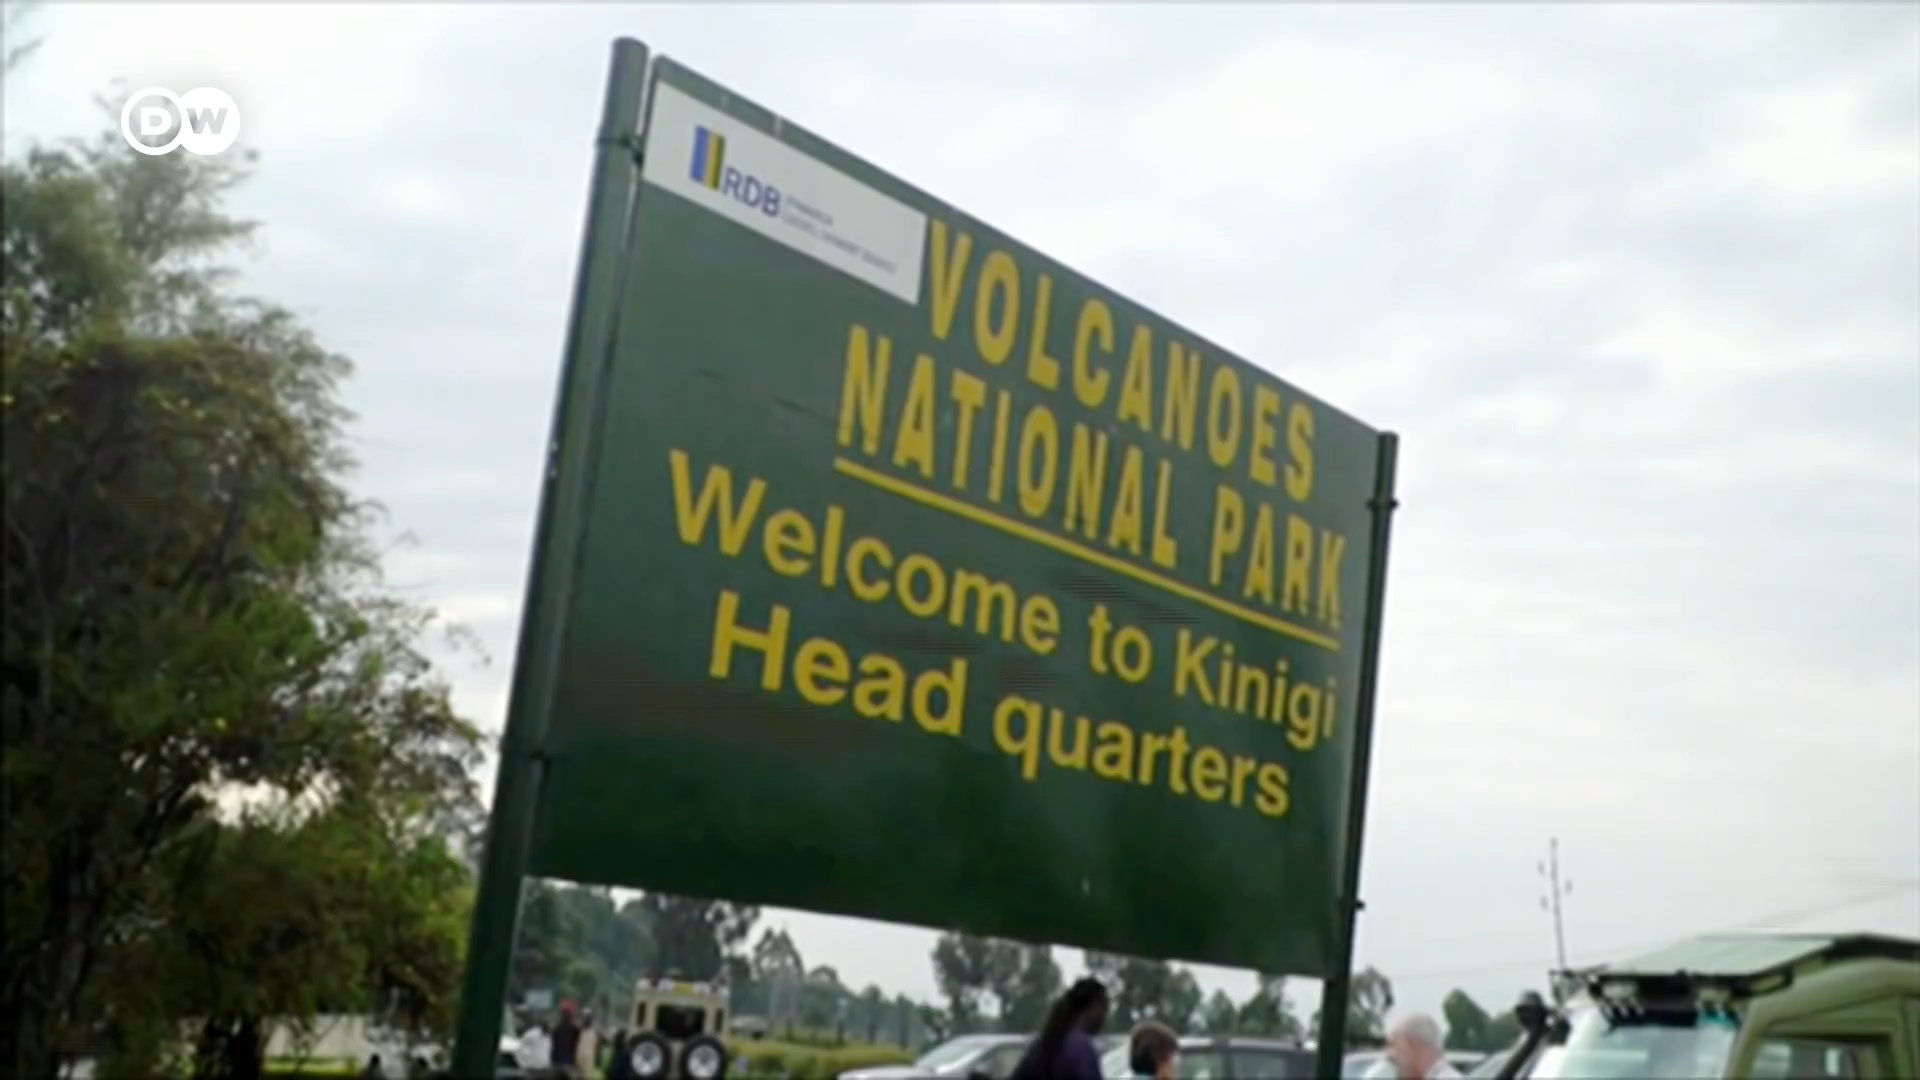 DW
RDB
VOLCANOES
NATIONAL PARK
Welcome to Kinigi
Head quarters